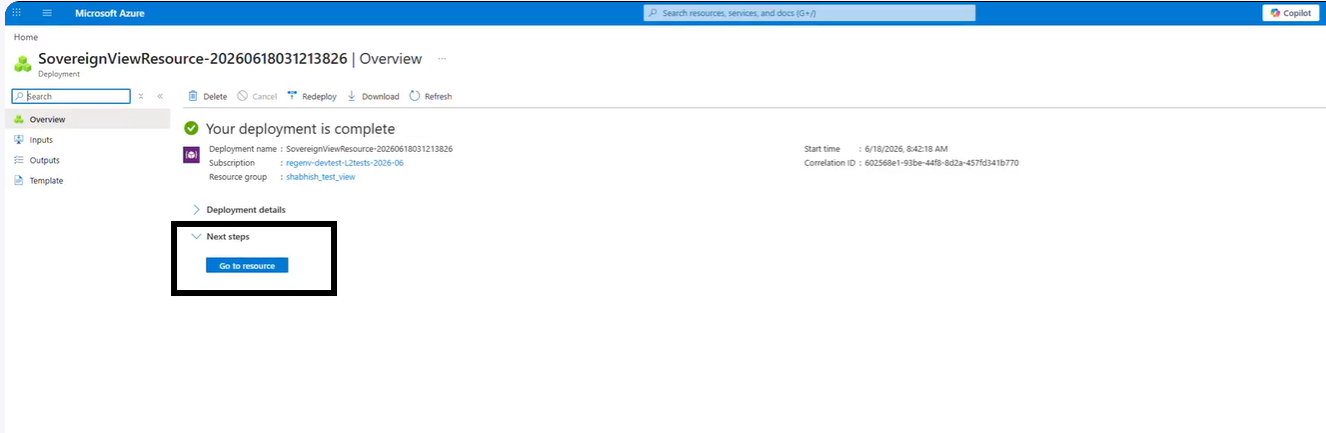 Microsoft Azure
Search resources, services, and docs (G+/)
Copilot
Home
SovereignViewResource-20260618031213826 | Overview ...
Deployment
Search
Delete Cancel Redeploy Download Refresh
Overview
Inputs
Outputs
Template
Your deployment is complete
Deployment name : SovereignViewResource-20260618031213826
Subscription : regenv-devtest-L2tests-2026-06
Resource group : shabhish_test_view
Start time : 6/18/2026, 8:42:18 AM
Correlation ID : 602568e1-93be-44f8-8d2a-457fd341b770
Deployment details
Next steps
Go to resource